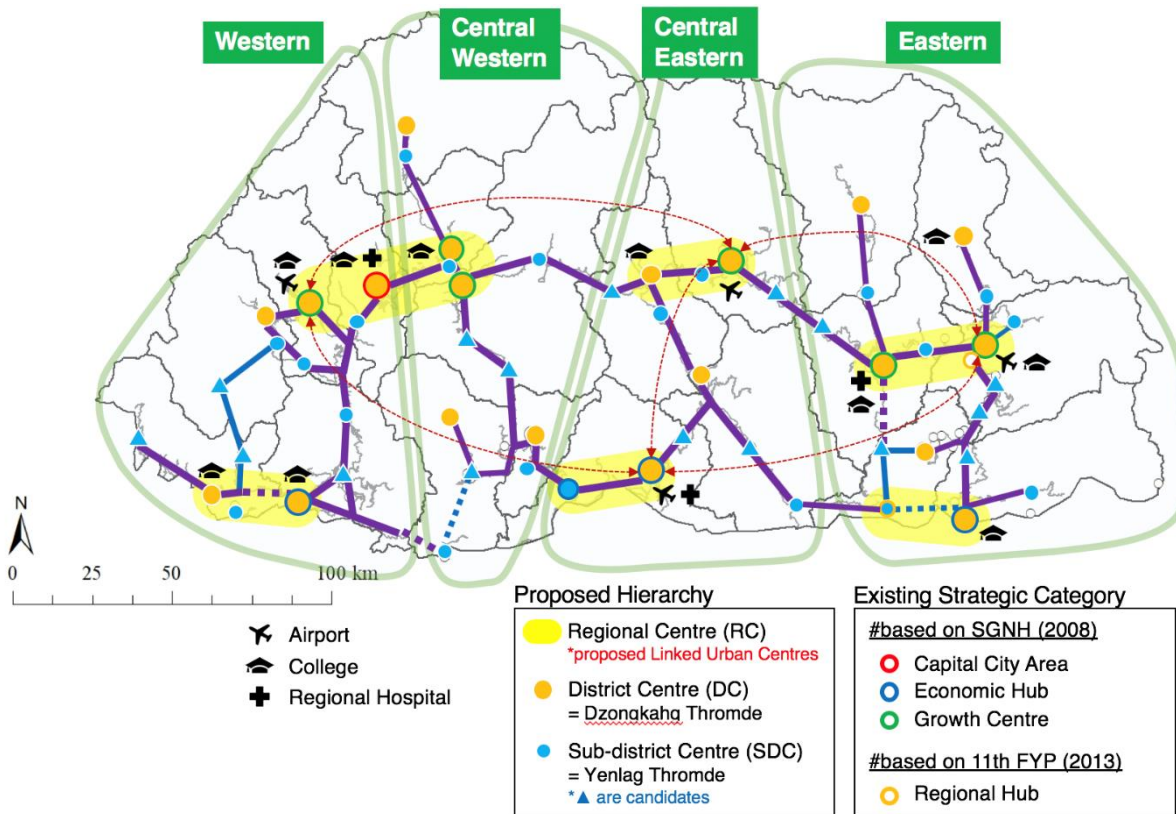 Western
Central
Western
Central
Eastern
Eastern
N
0 25 50 100 km
Airport
College
Regional Hospital
Proposed Hierarchy
Regional Centre (RC)
*proposed Linked Urban Centres
District Centre (DC)
= Dzongkahg Thromde
Sub-district Centre (SDC)
= Yenlag Thromde
*▲ are candidates
Existing Strategic Category
#based on SGNH (2008)
Capital City Area
Economic Hub
Growth Centre
#based on 11th FYP (2013)
Regional Hub